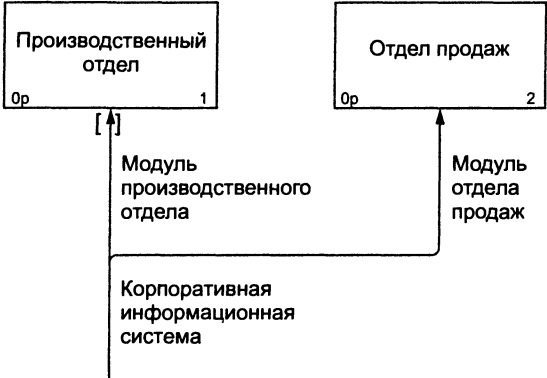 Производственный
отдел
0р 1
Отдел продаж
0р 2
[ ]
Модуль
производственного
отдела
Модуль
отдела
продаж
Корпоративная
информационная
система